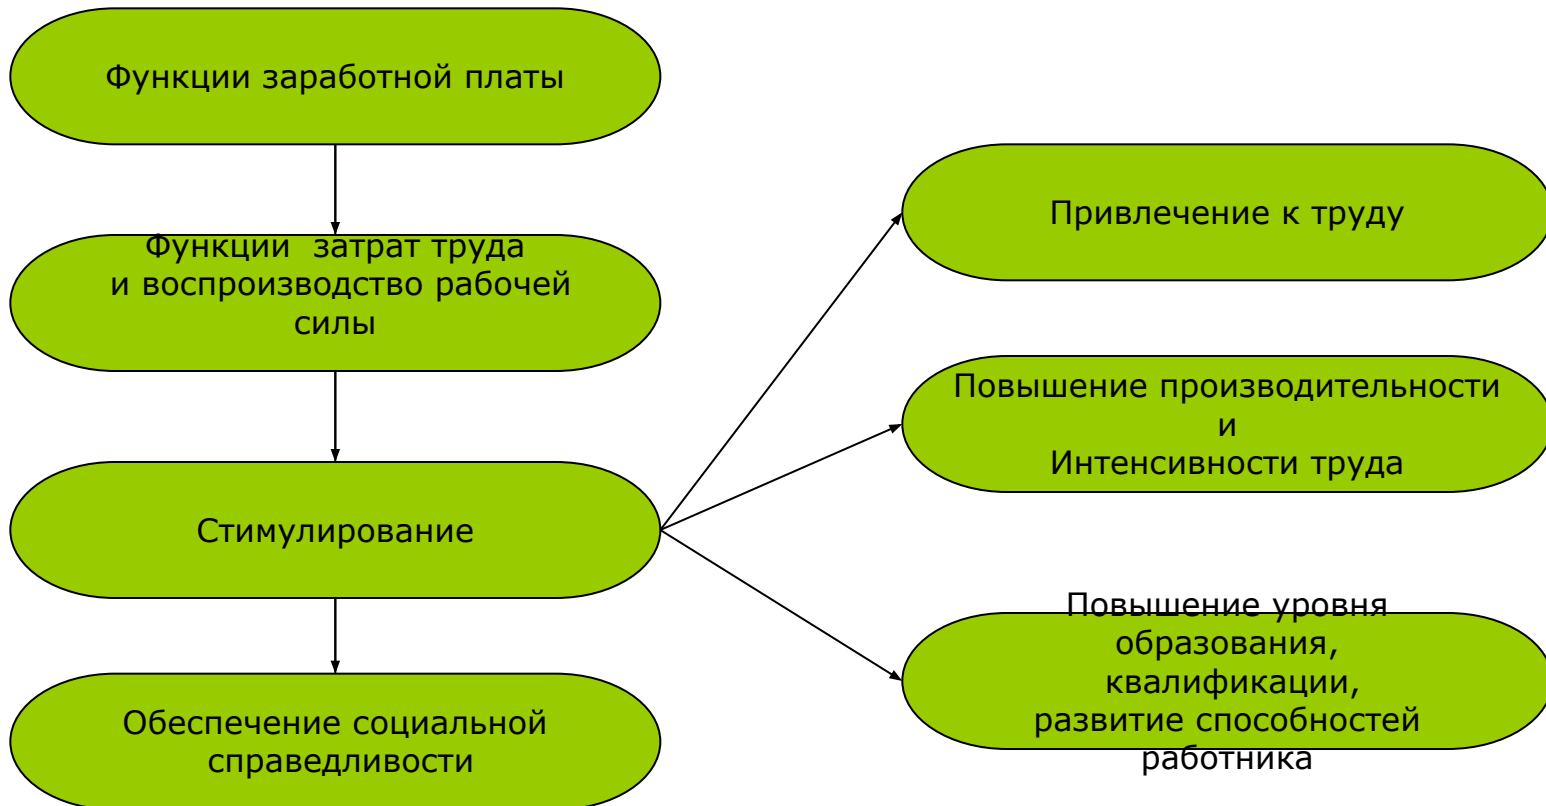 Функции заработной платы
Функции  затрат труда
и воспроизводство рабочей
силы
Стимулирование
Обеспечение социальной
справедливости
Привлечение к труду
Повышение производительности
и
Интенсивности труда
Повышение уровня
образования,
квалификации,
развитие способностей
работника